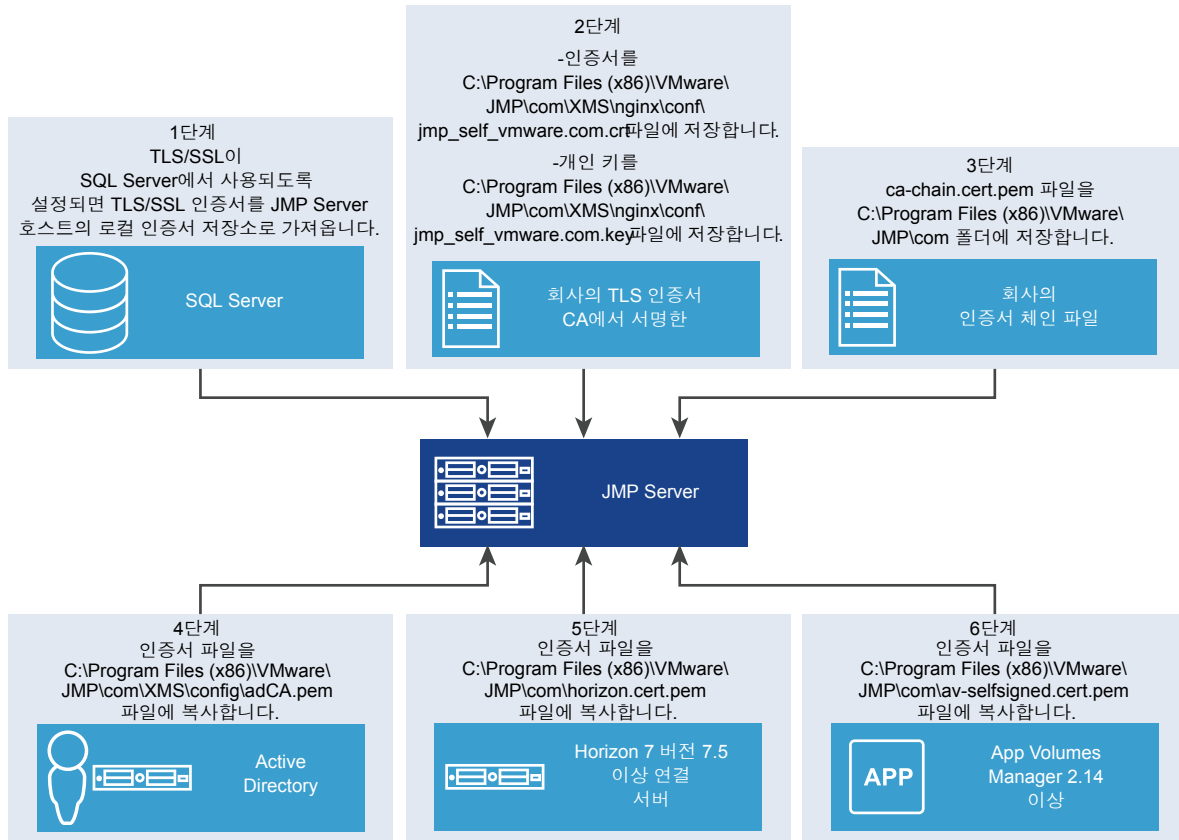 1단계
TLS/SSL이
SQL Server에서 사용되도록
설정되면 TLS/SSL 인증서를 JMP Server
호스트의 로컬 인증서 저장소로 가져옵니다.
SQL Server
2단계
-인증서를
C:\Program Files (x86)\VMware\
JMP\com\XMS\nginx\conf\
jmp_self_vmware.com.crt파일에 저장합니다.
-개인 키를
C:\Program Files (x86)\VMware\
JMP\com\XMS\nginx\conf\
jmp_self_vmware.com.key파일에 저장합니다.
회사의 TLS 인증서
CA에서 서명한
3단계
ca-chain.cert.pem 파일을
C:\Program Files (x86)\VMware\
JMP\com 폴더에 저장합니다.
회사의
인증서 체인 파일
JMP Server
4단계
인증서 파일을
C:\Program Files (x86)\VMware\
JMP\com\XMS\config\adCA.pem
파일에 복사합니다.
Active
Directory
5단계
인증서 파일을
C:\Program Files (x86)\VMware\
JMP\com\horizon.cert.pem
파일에 복사합니다.
Horizon 7 버전 7.5
이상 연결
서버
6단계
인증서 파일을
C:\Program Files (x86)\VMware\
JMP\com\av-selfsigned.cert.pem
파일에 복사합니다.
APP
App Volumes
Manager 2.14
이상